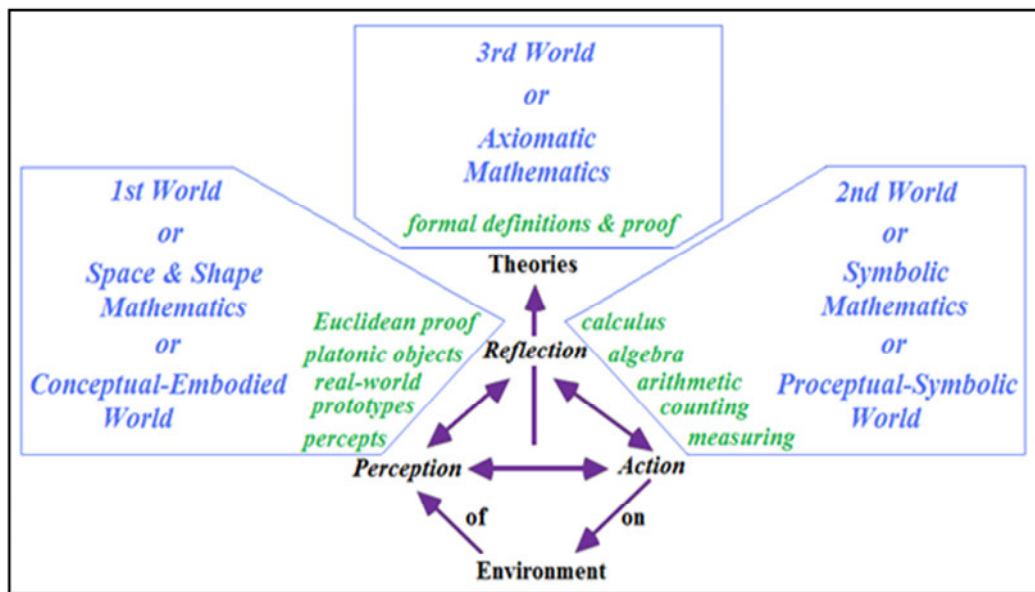 3rd World
or
Axiomatic
Mathematics
formal definitions & proof
Theories
1st World
or
Space & Shape
Mathematics
or
Conceptual-Embodied
World
Euclidean proof
platonic objects
real-world
prototypes
percepts
2nd World
or
Symbolic
Mathematics
or
Proceptual-Symbolic
World
calculus
algebra
arithmetic
counting
measuring
Reflection
Perception
Action
of
on
Environment